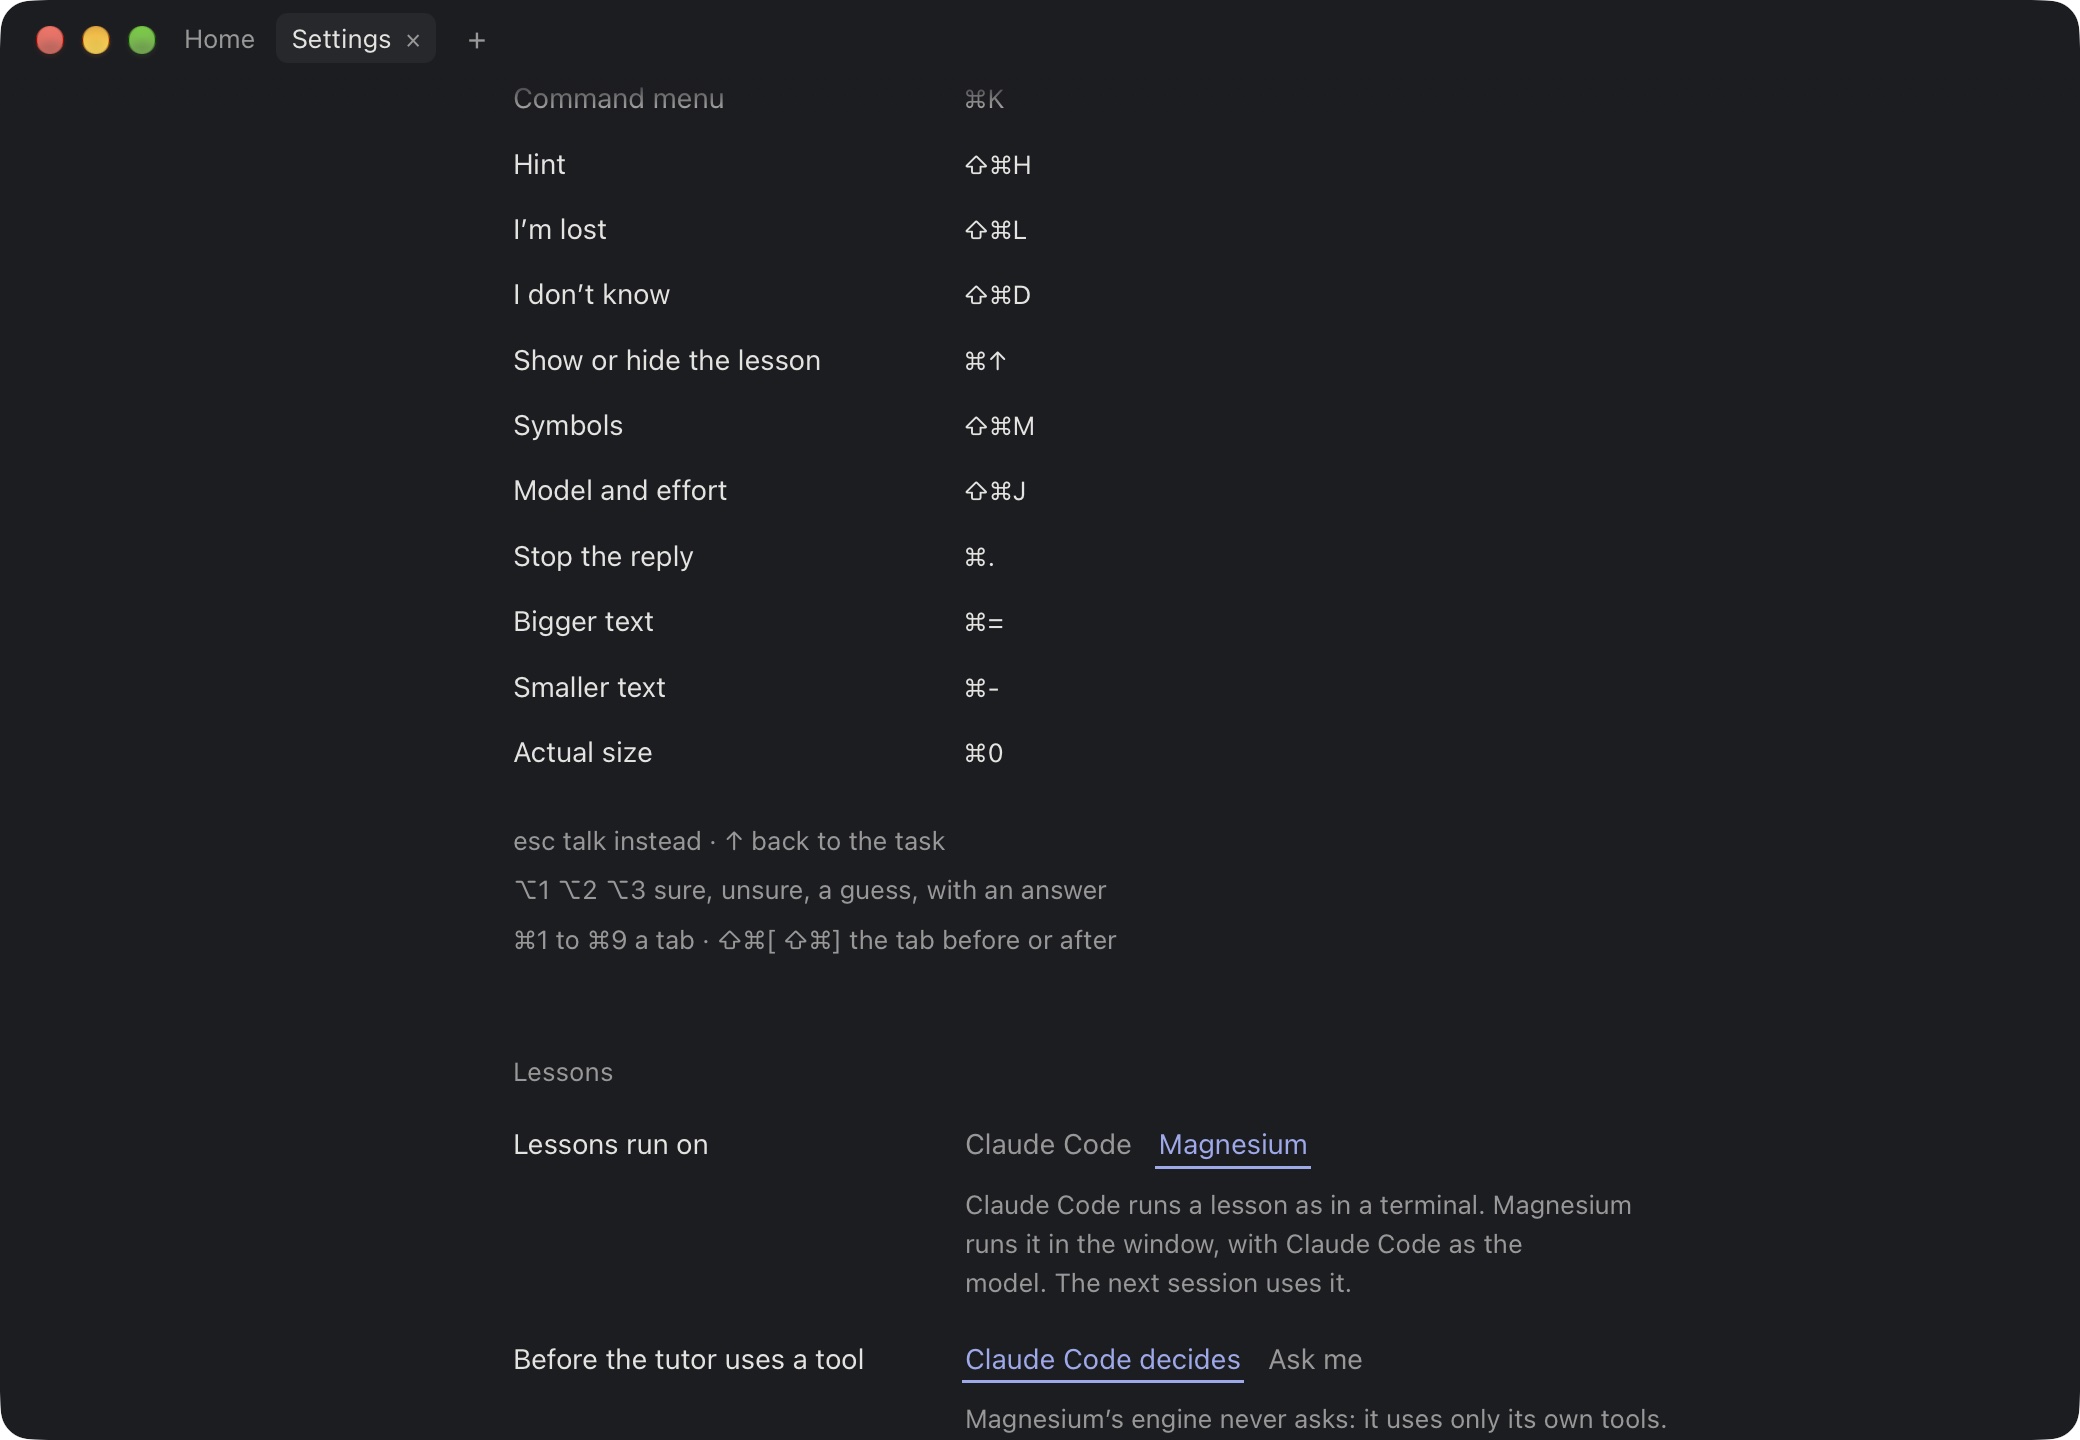 Home Settings × +
Command menu ⌘K
Hint ⇧⌘H
I’m lost ⇧⌘L
I don’t know ⇧⌘D
Show or hide the lesson ⌘↑
Symbols ⇧⌘M
Model and effort ⇧⌘J
Stop the reply ⌘.
Bigger text ⌘=
Smaller text ⌘-
Actual size ⌘0
esc talk instead · ↑ back to the task
⌥1 ⌥2 ⌥3 sure, unsure, a guess, with an answer
⌘1 to ⌘9 a tab · ⇧⌘[ ⇧⌘] the tab before or after
Lessons
Lessons run on Claude Code Magnesium
Claude Code runs a lesson as in a terminal. Magnesium
runs it in the window, with Claude Code as the
model. The next session uses it.
Before the tutor uses a tool Claude Code decides Ask me
Magnesium’s engine never asks: it uses only its own tools.